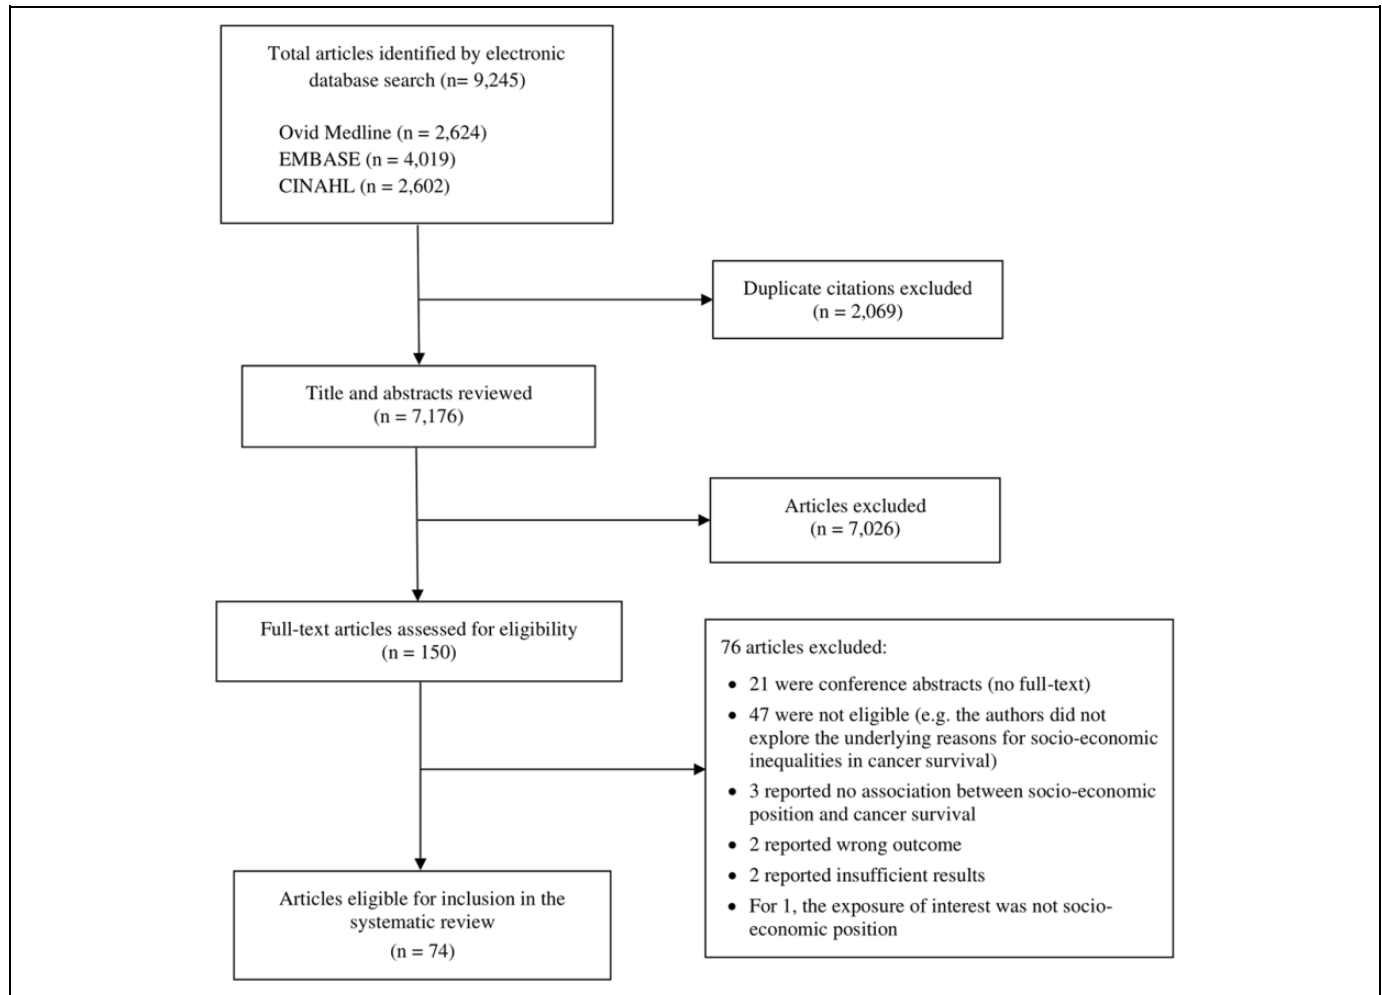 Total articles identified by electronic
database search (n= 9,245)
Ovid Medline (n = 2,624)
EMBASE (n = 4,019)
CINAHL (n = 2,602)
Duplicate citations excluded
(n = 2,069)
Title and abstracts reviewed
(n = 7,176)
Articles excluded
(n = 7,026)
Full-text articles assessed for eligibility
(n = 150)
76 articles excluded:
• 21 were conference abstracts (no full-text)
• 47 were not eligible (e.g. the authors did not
explore the underlying reasons for socio-economic
inequalities in cancer survival)
• 3 reported no association between socio-economic
position and cancer survival
• 2 reported wrong outcome
• 2 reported insufficient results
• For 1, the exposure of interest was not socio-
economic position
Articles eligible for inclusion in the
systematic review
(n = 74)